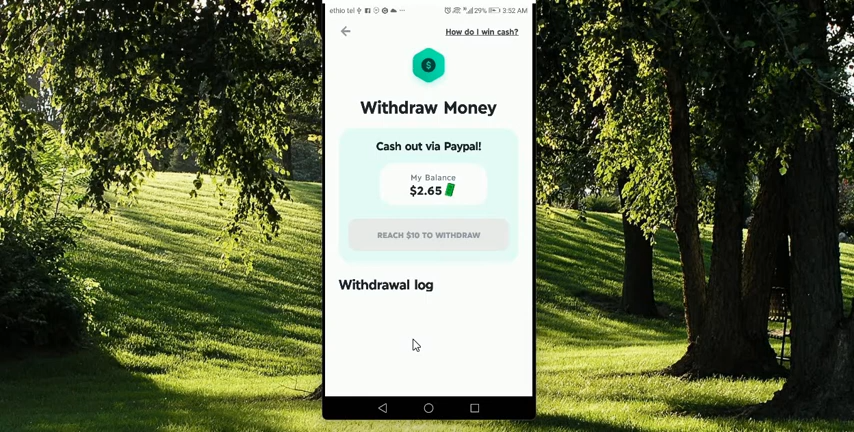 ethio tel 29% 3:52 AM
How do I win cash?
$
Withdraw Money
Cash out via Paypal!
My Balance
$2.65
REACH $10 TO WITHDRAW
Withdrawal log